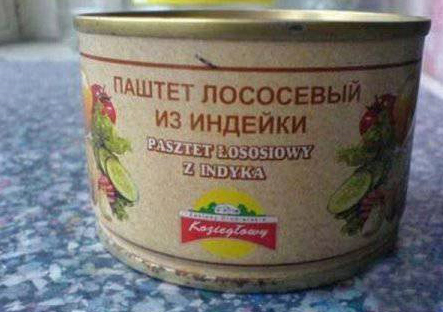 ПАШТЕТ ЛОСОСЕВЫЙ
ИЗ ИНДЕЙКИ
PASZTET ŁOSOSIOWY
Z INDYKA
Koziegłowy